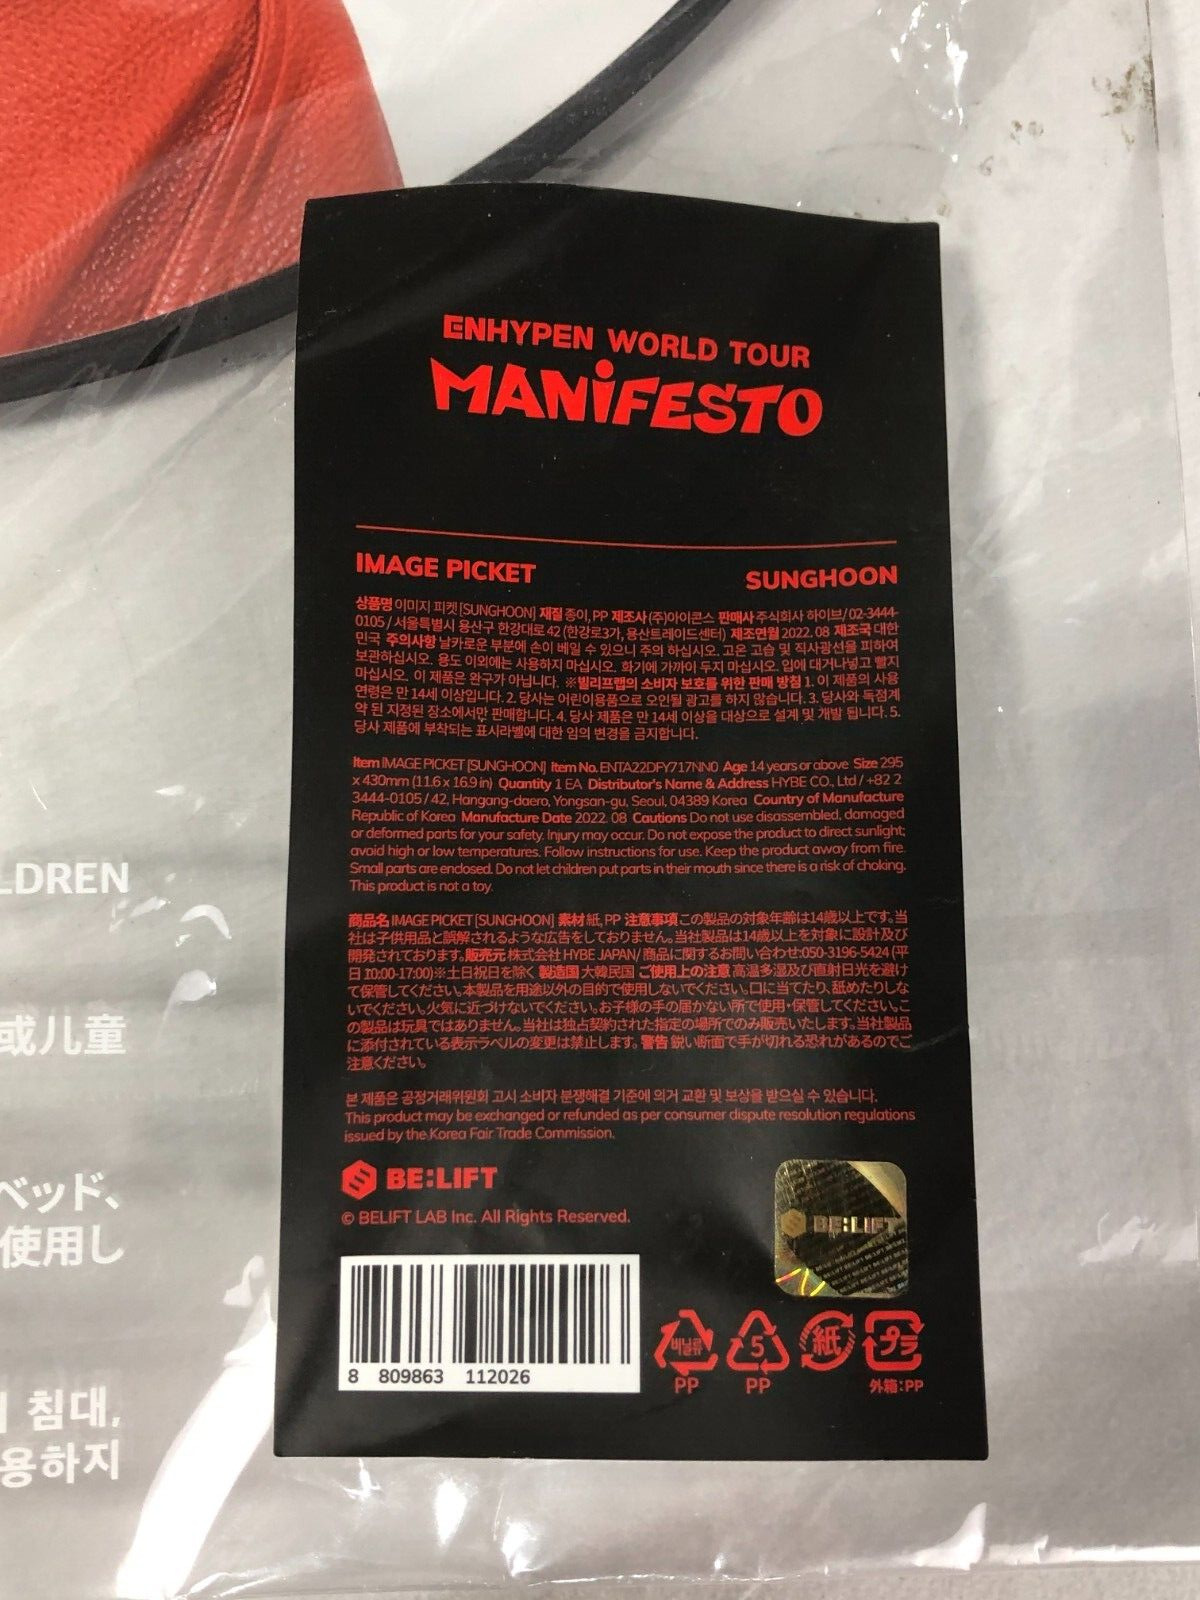 ENHYPEN WORLD TOUR
MANiFESTO
IMAGE PICKET
SUNGHOON
상품명 이미지 피켓 [SUNGHOON] 재질 종이, PP 제조사 (주)아이콘스 판매사 주식회사 하이브/ 02-3444-
0105 / 서울특별시 용산구 한강대로 42 (한강로3가, 용산트레이드센터) 제조연월 2022. 08 제조국 대한
민국 주의사항 날카로운 부분에 손이 베일 수 있으니 주의 하십시오. 고온 고습 및 직사광선을 피하여
보관하십시오. 용도 이외에는 사용하지 마십시오. 화기에 가까이 두지 마십시오. 입에 대거나넣고 빨지
마십시오. 이 제품은 완구가 아닙니다. ※빌리프랩의 소비자 보호를 위한 판매 방침 1. 이 제품의 사용
연령은 만 14세 이상입니다. 2. 당사는 어린이용품으로 오인될 광고를 하지 않습니다. 3. 당사와 독점계
약 된 지정된 장소에서만 판매합니다. 4. 당사 제품은 만 14세 이상을 대상으로 설계 및 개발 됩니다. 5.
당사 제품에 부착되는 표시라벨에 대한 임의 변경을 금지합니다.
Item IMAGE PICKET [SUNGHOON] Item No. ENTA22DFY717NN0 Age 14 years or above Size 295
x 430mm (11.6 x 16.9 in) Quantity 1 EA Distributor's Name & Address HYBE CO., Ltd / +82 2
3444-0105 / 42, Hangang-daero, Yongsan-gu, Seoul, 04389 Korea Country of Manufacture
Republic of Korea Manufacture Date 2022. 08 Cautions Do not use disassembled, damaged
or deformed parts for your safety. Injury may occur. Do not expose the product to direct sunlight;
avoid high or low temperatures. Follow instructions for use. Keep the product away from fire.
Small parts are enclosed. Do not let children put parts in their mouth since there is a risk of choking.
This product is not a toy.
商品名 IMAGE PICKET [SUNGHOON] 素材 紙, PP 注意事項 この製品の対象年齢は14歳以上です。当
社は子供用品と誤解されるような広告をしておりません。当社製品は14歳以上を対象に設計及び
開発されております。販売元 株式会社 HYBE JAPAN/ 商品に関するお問い合わせ:050-3196-5424 (平
日 10:00-17:00)※土日祝日を除く 製造国 大韓民国 ご使用上の注意 高温多湿及び直射日光を避け
て保管してください。本製品を用途以外の目的で使用しないでください。口に当てたり、舐めたりしな
いでください。火気に近づけないでください。お子様の手の届かない所で使用・保管してください。こ
の製品は玩具ではありません。当社は独占契約された指定の場所でのみ販売いたします。当社製品
に添付されている表示ラベルの変更は禁止します。警告 鋭い断面で手が切れる恐れがあるのでご
注意ください。
본 제품은 공정거래위원회 고시 소비자 분쟁해결 기준에 의거 교환 및 보상을 받으실 수 있습니다.
This product may be exchanged or refunded as per consumer dispute resolution regulations
issued by the Korea Fair Trade Commission.
BE:LIFT
© BELIFT LAB Inc. All Rights Reserved.
BE:LIFT
8 809863 112026
비닐류
PP
5
PP
紙
プラ
外箱:PP
LDREN
或儿童
ベッド、
使用し
침대,
용하지